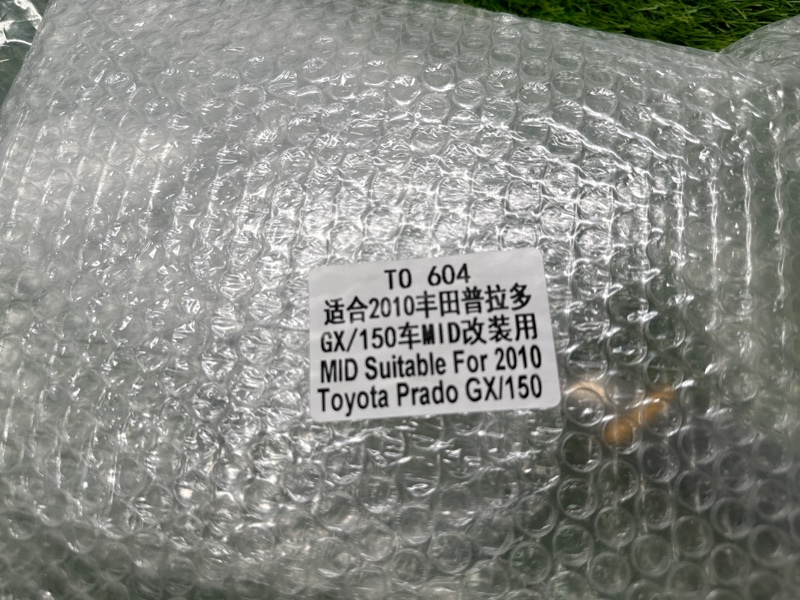 TO 604
适合2010丰田普拉多
GX/150车MID改装用
MID Suitable For 2010
Toyota Prado GX/150